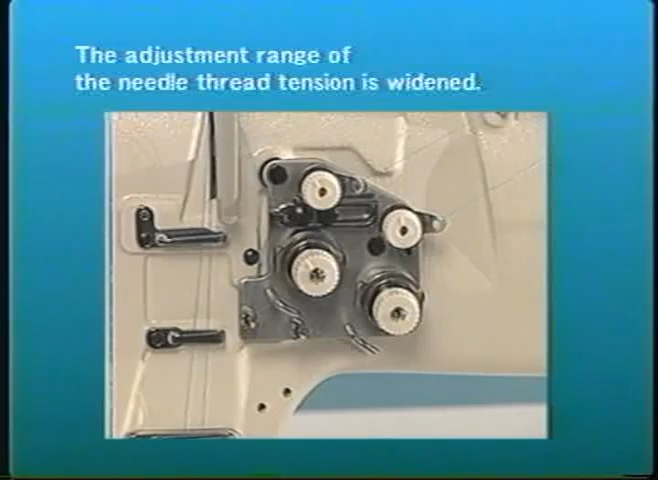 The adjustment range of
the needle thread tension is widened.